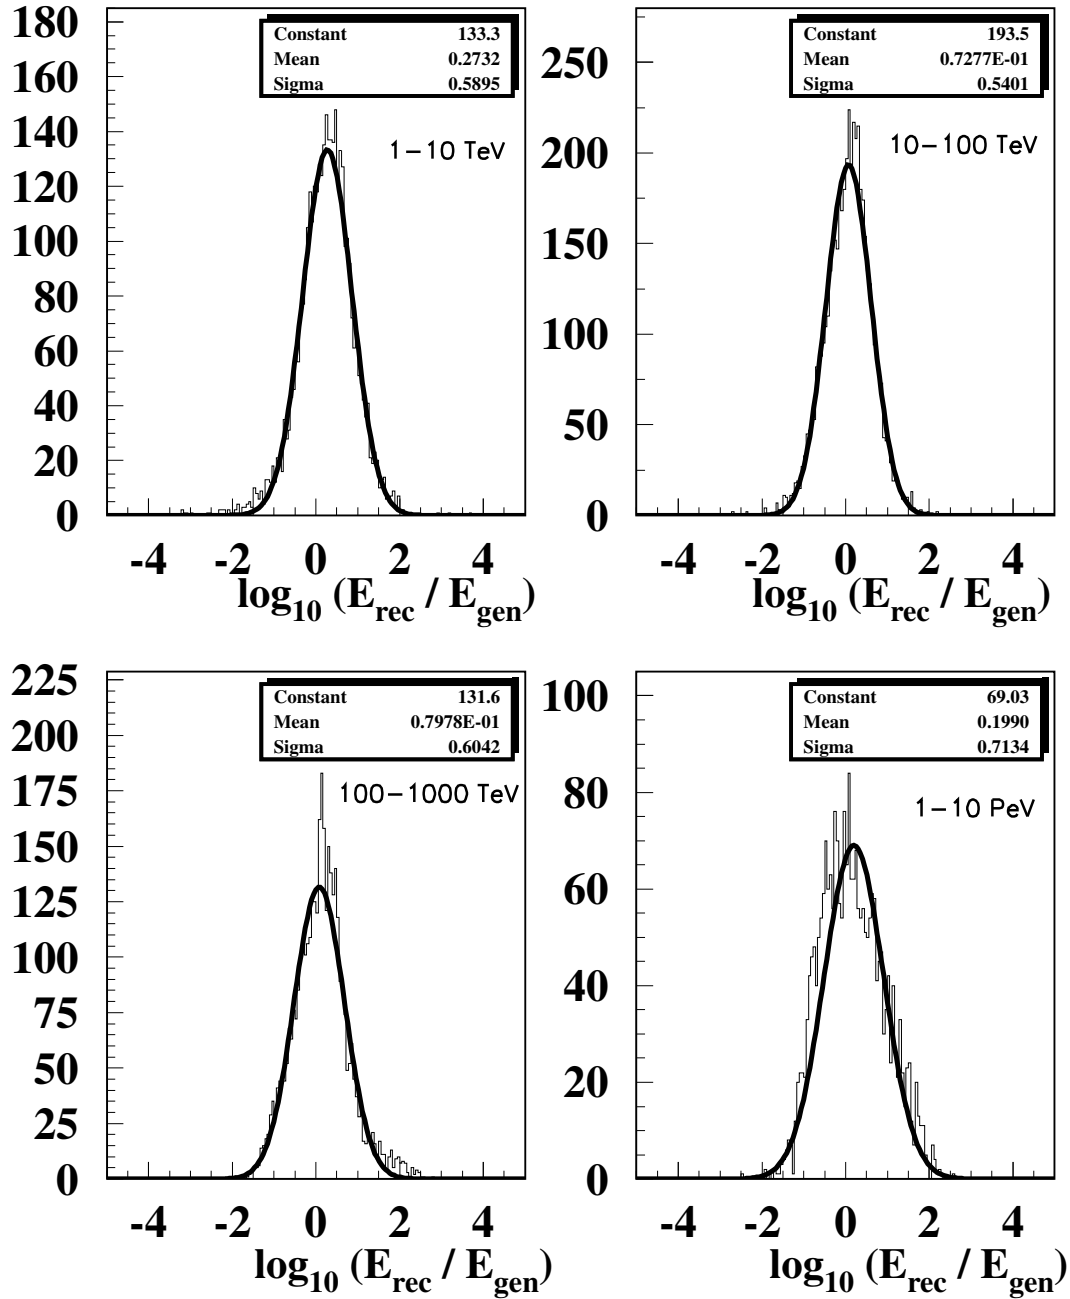 Constant 133.3
Mean 0.2732
Sigma 0.5895
1-10 TeV
180
160
140
120
100
80
60
40
20
0
-4 -2 0 2 4
log10 (Erec / Egen)
Constant 193.5
Mean 0.7277E-01
Sigma 0.5401
10-100 TeV
250
200
150
100
50
0
-4 -2 0 2 4
log10 (Erec / Egen)
Constant 131.6
Mean 0.7978E-01
Sigma 0.6042
100-1000 TeV
225
200
175
150
125
100
75
50
25
0
-4 -2 0 2 4
log10 (Erec / Egen)
Constant 69.03
Mean 0.1990
Sigma 0.7134
1-10 PeV
100
80
60
40
20
0
-4 -2 0 2 4
log10 (Erec / Egen)